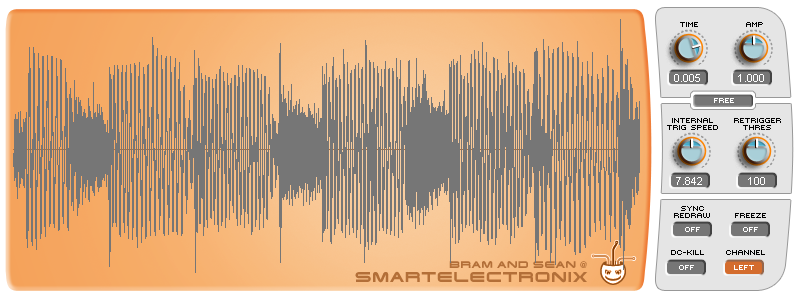 TIME AMP
0.005 1.000
FREE
INTERNAL TRIG SPEED
RETRIGGER THRES
7.842 100
SYNC REDRAW
FREEZE
OFF OFF
DC-KILL CHANNEL
OFF LEFT
BRAM AND SEAN @
SMARTELECTRONIX